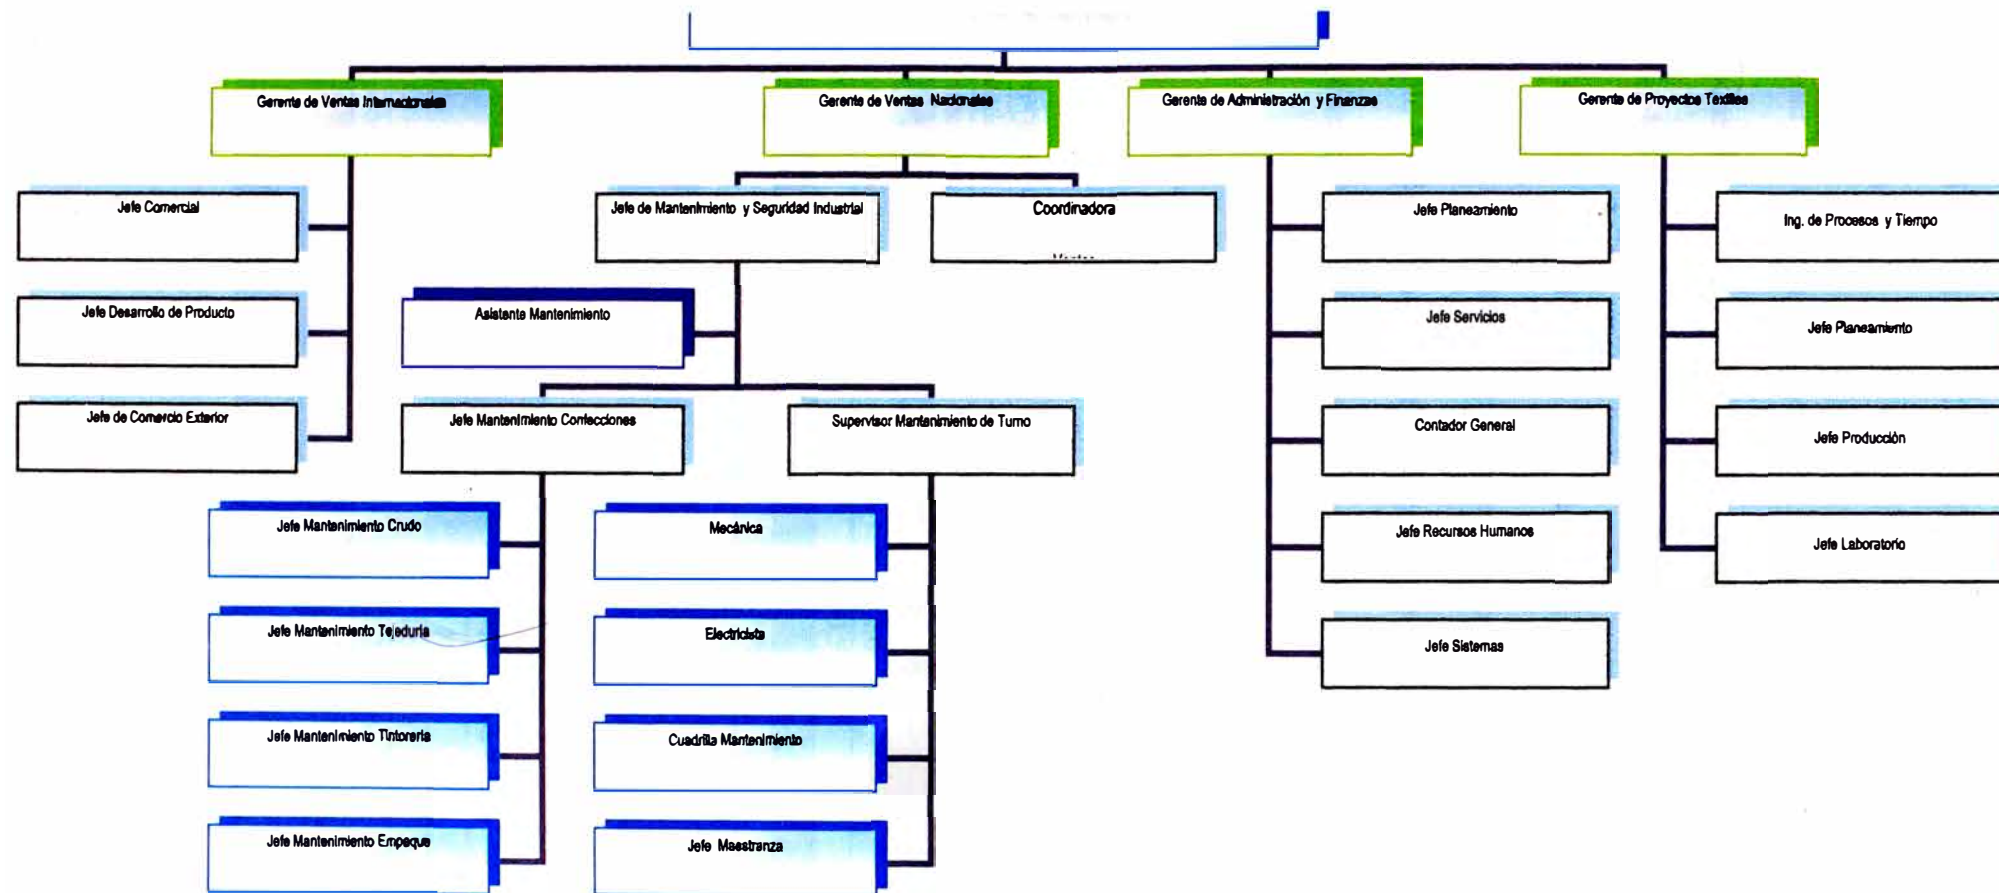 Gerente de Ventas Internacionales
Gerente de Ventas Nacionales
Gerente de Administración y Finanzas
Gerente de Proyectos Textiles
Jefe Comercial
Jefe de Mantenimiento y Seguridad Industrial
Coordinadora
Jefe Planeamiento
Ing. de Procesos y Tiempo
Jefe Desarrollo de Producto
Asistente Mantenimiento
Jefe Servicios
Jefe Planeamiento
Jefe de Comercio Exterior
Jefe Mantenimiento Confecciones
Supervisor Mantenimiento de Turno
Contador General
Jefe Producción
Jefe Mantenimiento Crudo
Mecánica
Jefe Recursos Humanos
Jefe Laboratorio
Jefe Mantenimiento Tejeduría
Electricista
Jefe Sistemas
Jefe Mantenimiento Tintorería
Cuadrilla Mantenimiento
Jefe Mantenimiento Empaque
Jefe Maestranza